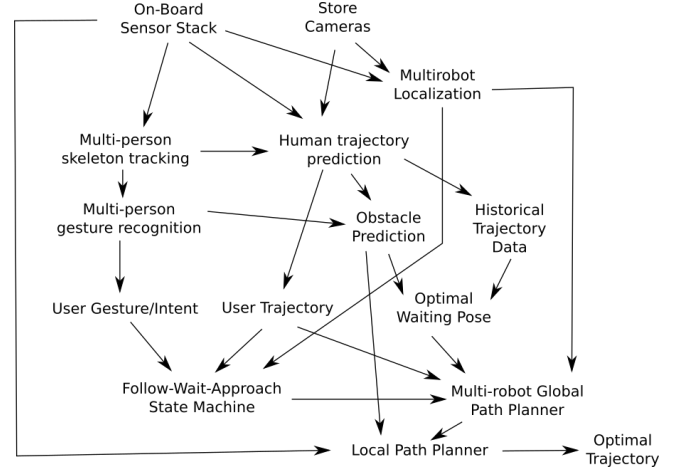 On-Board
Sensor Stack
Store
Cameras
Multirobot
Localization
Multi-person
skeleton tracking
Human trajectory
prediction
Multi-person
gesture recognition
Obstacle
Prediction
Historical
Trajectory
Data
User Gesture/Intent
User Trajectory
Optimal
Waiting Pose
Follow-Wait-Approach
State Machine
Multi-robot Global
Path Planner
Local Path Planner
Optimal
Trajectory